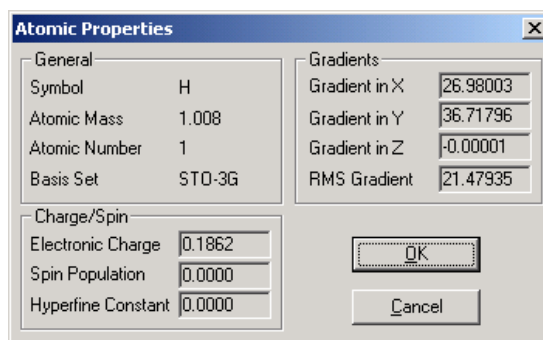 Atomic Properties
General
Symbol H
Atomic Mass 1.008
Atomic Number 1
Basis Set STO-3G
Gradients
Gradient in X 26.98003
Gradient in Y 36.71796
Gradient in Z -0.00001
RMS Gradient 21.47935
Charge/Spin
Electronic Charge 0.1862
Spin Population 0.0000
Hyperfine Constant 0.0000
OK
Cancel